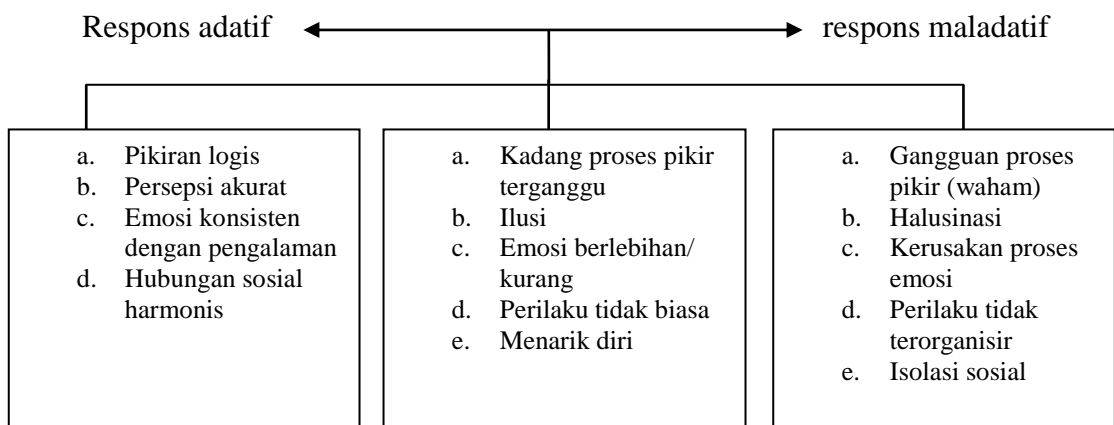 Respons adatif
respons maladatif
a. Pikiran logis
b. Persepsi akurat
c. Emosi konsisten
dengan pengalaman
d. Hubungan sosial
harmonis
a. Kadang proses pikir
terganggu
b. Ilusi
c. Emosi berlebihan/
kurang
d. Perilaku tidak biasa
e. Menarik diri
a. Gangguan proses
pikir (waham)
b. Halusinasi
c. Kerusakan proses
emosi
d. Perilaku tidak
terorganisir
e. Isolasi sosial